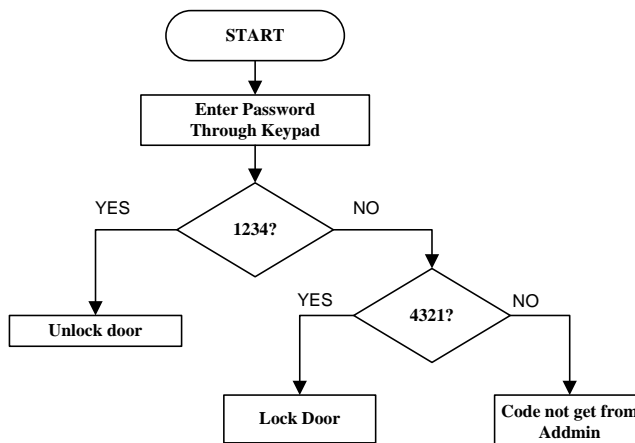 START
Enter Password
Through Keypad
YES
NO
1234?
Unlock door
YES
NO
4321?
Lock Door
Code not get from
Addmin